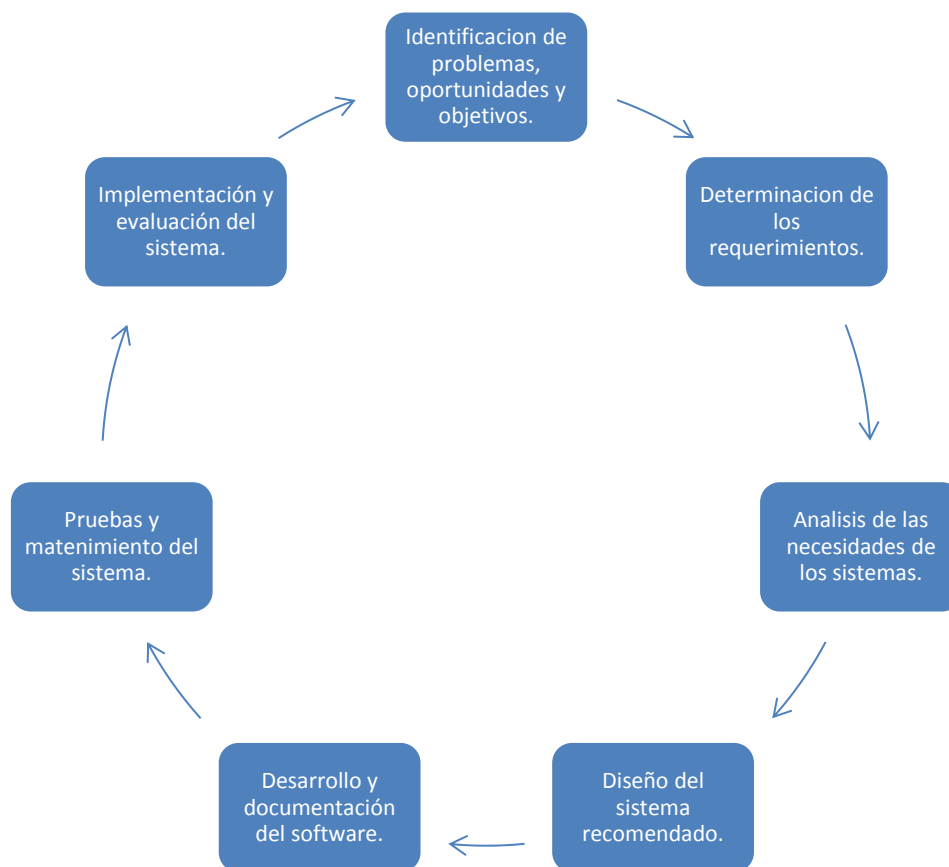 Identificacion de
problemas,
oportunidades y
objetivos.
Determinacion de
los
requerimientos.
Analisis de las
necesidades de
los sistemas.
Diseño del
sistema
recomendado.
Desarrollo y
documentación
del software.
Pruebas y
matenimiento del
sistema.
Implementación y
evaluación del
sistema.